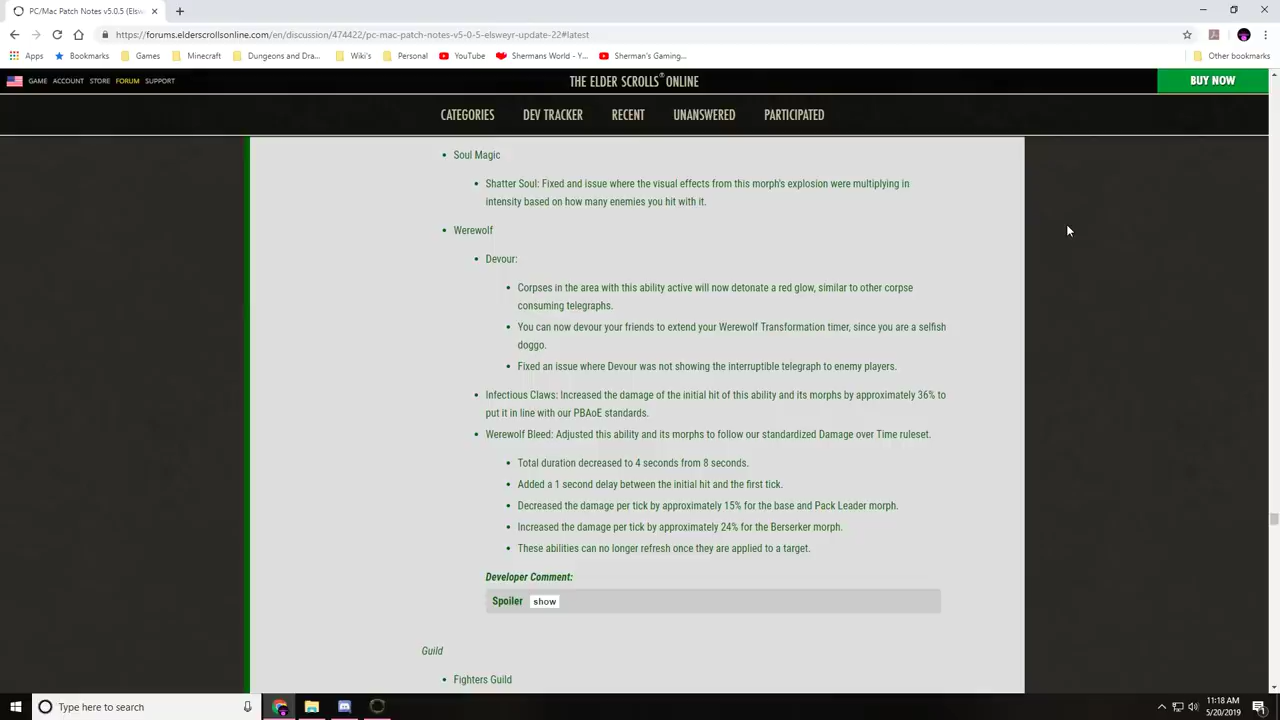 PC/Mac Patch Notes v5.0.5 (Elsw
https://forums.elderscrollsonline.com/en/discussion/474422/pc-mac-patch-notes-v5-0-5-elsweyr-update-22#latest
Apps Bookmarks Games Minecraft Dungeons and Dra... Wiki's Personal YouTube Shermans World - Y... Sherman's Gaming... Other bookmarks
GAME ACCOUNT STORE FORUM SUPPORT THE ELDER SCROLLS® ONLINE BUY NOW
CATEGORIES DEV TRACKER RECENT UNANSWERED PARTICIPATED
Soul Magic
Shatter Soul: Fixed and issue where the visual effects from this morph's explosion were multiplying in
intensity based on how many enemies you hit with it.
Werewolf
Devour:
Corpses in the area with this ability active will now detonate a red glow, similar to other corpse
consuming telegraphs.
You can now devour your friends to extend your Werewolf Transformation timer, since you are a selfish
doggo.
Fixed an issue where Devour was not showing the interruptible telegraph to enemy players.
Infectious Claws: Increased the damage of the initial hit of this ability and its morphs by approximately 36% to
put it in line with our PBAoE standards.
Werewolf Bleed: Adjusted this ability and its morphs to follow our standardized Damage over Time ruleset.
Total duration decreased to 4 seconds from 8 seconds.
Added a 1 second delay between the initial hit and the first tick.
Decreased the damage per tick by approximately 15% for the base and Pack Leader morph.
Increased the damage per tick by approximately 24% for the Berserker morph.
These abilities can no longer refresh once they are applied to a target.
Developer Comment:
Spoiler show
Guild
Fighters Guild
Type here to search
11:18 AM
5/20/2019